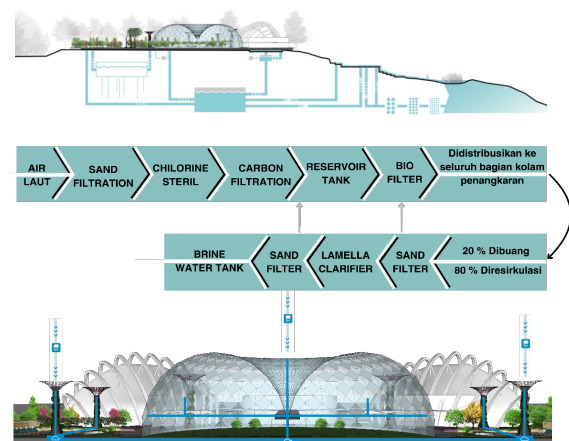 AIR
LAUT
SAND
FILTRATION
CHILORINE
STERIL
CARBON
FILTRATION
RESERVOIR
TANK
BIO
FILTER
Didistribusikan ke
seluruh bagian kolam
penangkaran
BRINE
WATER TANK
SAND
FILTER
LAMELLA
CLARIFIER
SAND
FILTER
20 % Dibuang
80 % Diresirkulasi